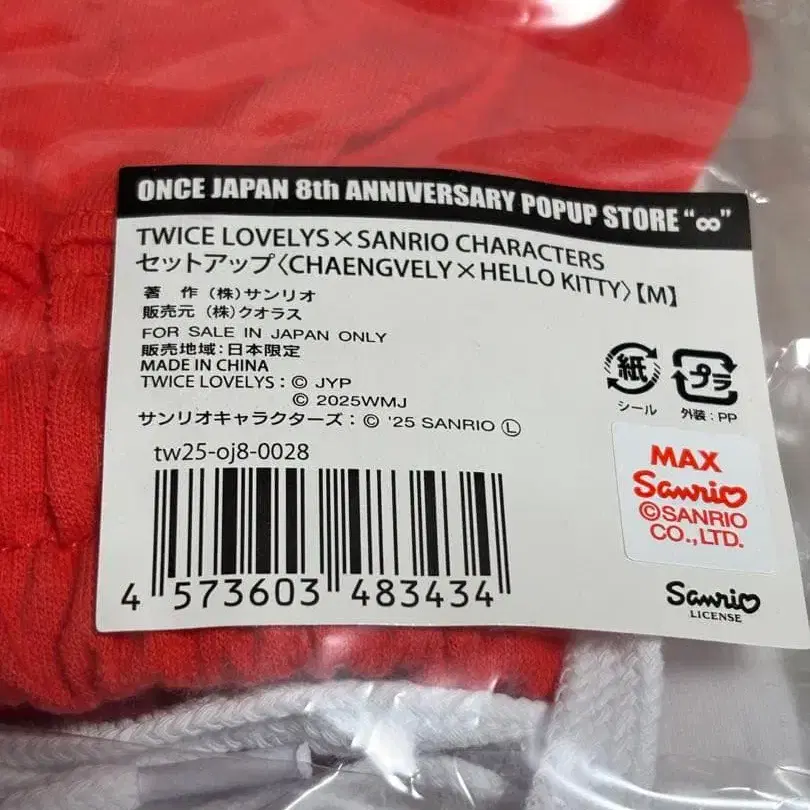 ONCE JAPAN 8th ANNIVERSARY POPUP STORE “∞”
TWICE LOVELYS×SANRIO CHARACTERS
セットアップ〈CHAENGVELY×HELLO KITTY〉【M】
著　作（株）サンリオ
販売元（株）クオラス
FOR SALE IN JAPAN ONLY
販売地域：日本限定
MADE IN CHINA
TWICE LOVELYS：© JYP
© 2025WMJ
サンリオキャラクターズ：© '25 SANRIO Ⓛ
紙
シール
プラ
外装：PP
tw25-oj8-0028
4 573603 483434
MAX
Sanrio
©SANRIO
CO.,LTD.
Sanrio
LICENSE